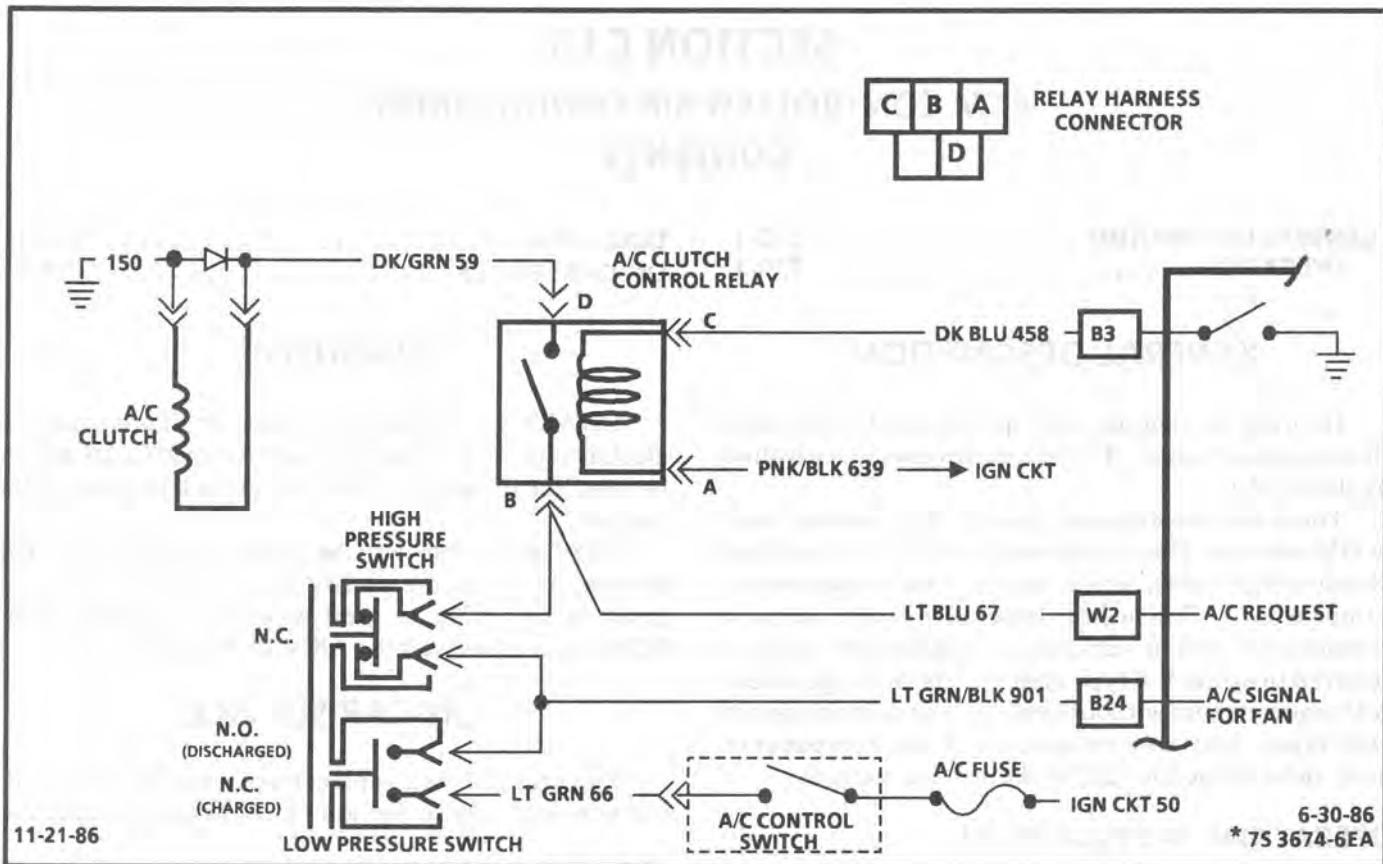 C B A
D
RELAY HARNESS
CONNECTOR
150
DK/GRN 59
A/C CLUTCH
CONTROL RELAY
D
C
DK BLU 458
B3
A/C
CLUTCH
PNK/BLK 639
IGN CKT
B
A
HIGH
PRESSURE
SWITCH
N.C.
LT BLU 67
W2
A/C REQUEST
LT GRN/BLK 901
B24
A/C SIGNAL
FOR FAN
N.O.
(DISCHARGED)
N.C.
(CHARGED)
LT GRN 66
A/C FUSE
IGN CKT 50
A/C CONTROL
SWITCH
11-21-86
LOW PRESSURE SWITCH
6-30-86
* 7S 3674-6EA